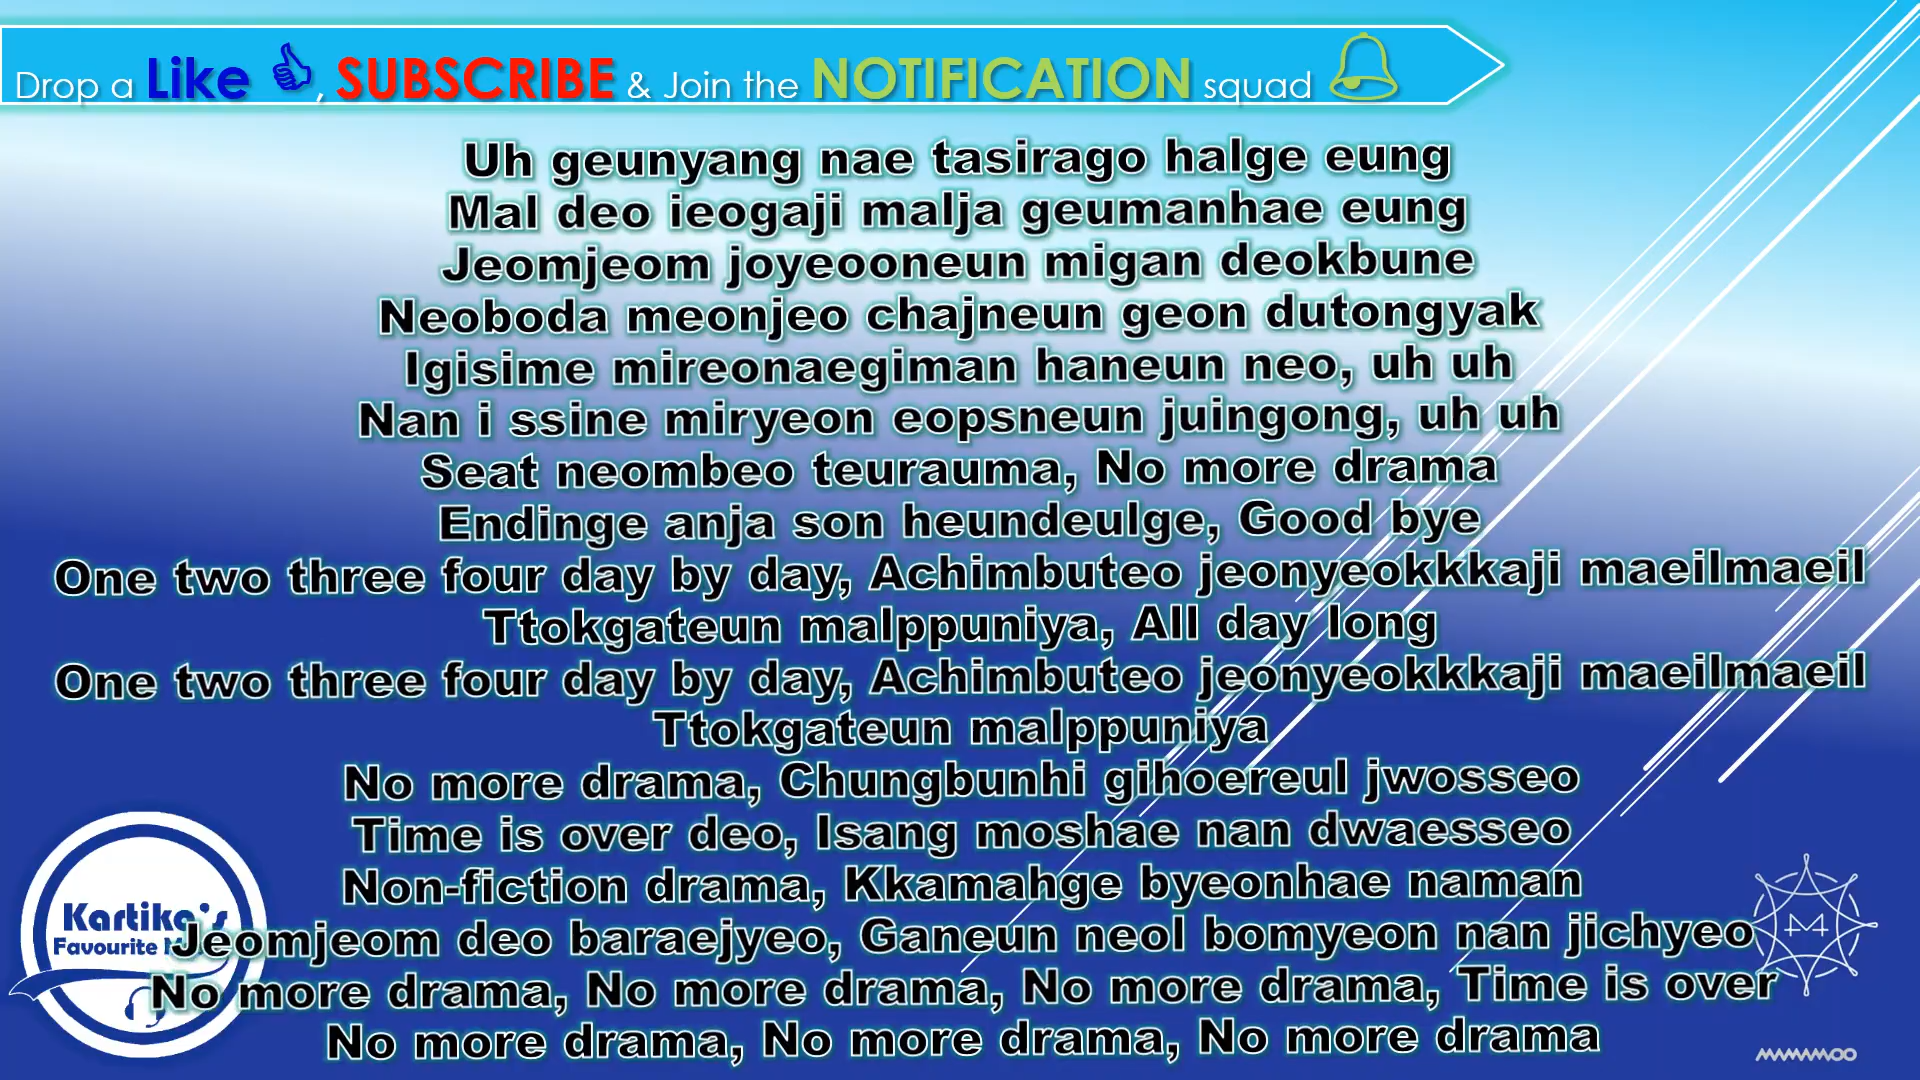 Drop a Like , SUBSCRIBE & Join the NOTIFICATION squad
Uh geunyang nae tasirago halge eung
Mal deo ieogaji malja geumanhae eung
Jeomjeom joyeooneun migan deokbune
Neoboda meonjeo chajneun geon dutongyak
Igisime mireonaegiman haneun neo, uh uh
Nan i ssine miryeon eopsneun juingong, uh uh
Seat neombeo teurauma, No more drama
Endinge anja son heundeulge, Good bye
One two three four day by day, Achimbuteo jeonyeokkkaji maeilmaeil
Ttokgateun malppuniya, All day long
One two three four day by day, Achimbuteo jeonyeokkkaji maeilmaeil
Ttokgateun malppuniya
No more drama, Chungbunhi gihoereul jwosseo
Time is over deo, Isang moshae nan dwaesseo
Non-fiction drama, Kkamahge byeonhae naman
Jeomjeom deo baraejyeo, Ganeun neol bomyeon nan jichyeo
No more drama, No more drama, No more drama, Time is over
No more drama, No more drama, No more drama
Kartika's
Favourite
MAMAMOO